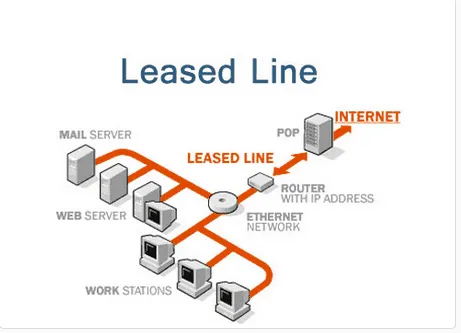 Leased Line
INTERNET
POP
MAIL SERVER
LEASED LINE
ROUTER
WITH IP ADDRESS
WEB SERVER
ETHERNET
NETWORK
WORK STATIONS